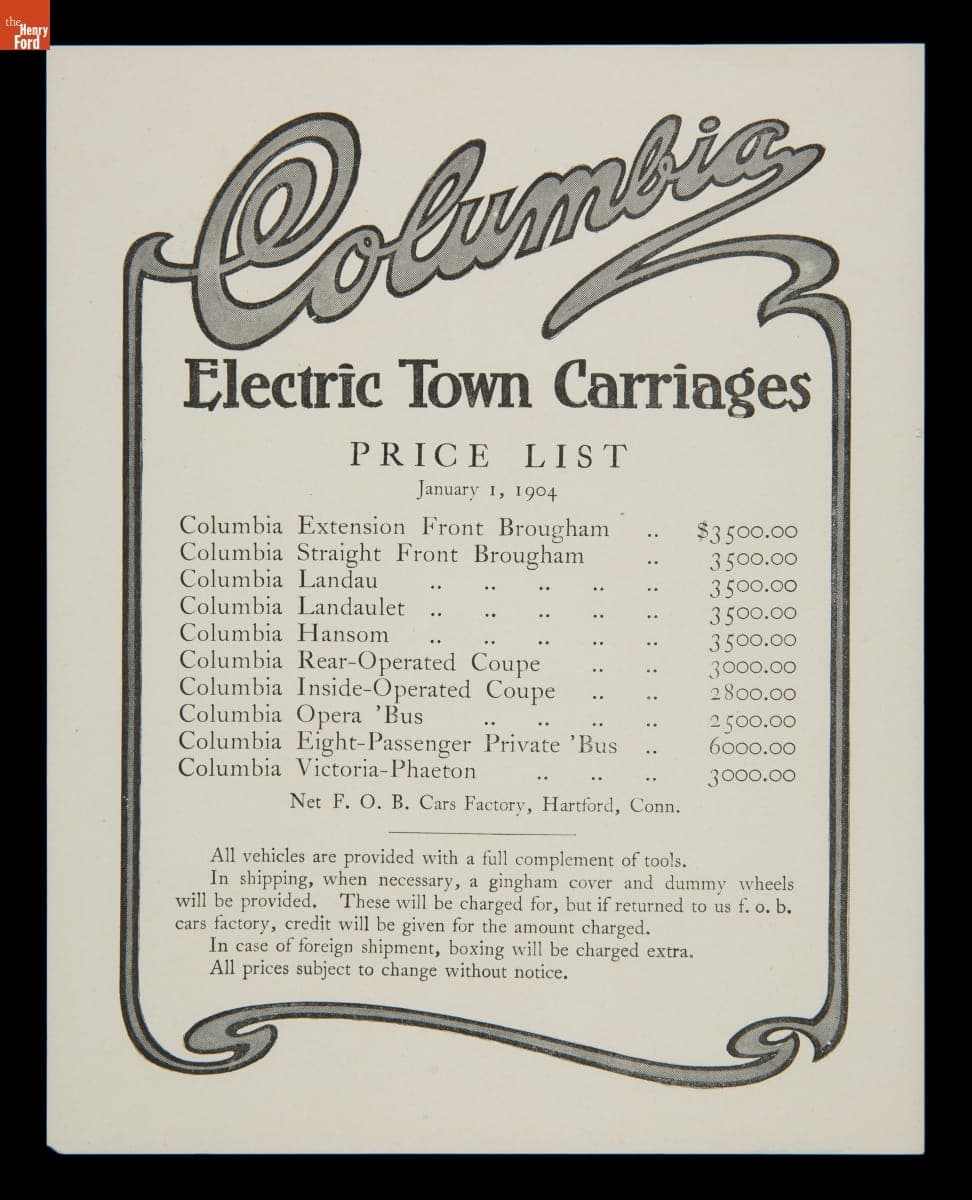 the Henry Ford
Columbia
Electric Town Carriages
PRICE LIST
January 1, 1904
Columbia Extension Front Brougham .. $3500.00
Columbia Straight Front Brougham .. 3500.00
Columbia Landau .. .. .. .. .. 3500.00
Columbia Landaulet .. .. .. .. .. 3500.00
Columbia Hansom .. .. .. .. .. 3500.00
Columbia Rear-Operated Coupe .. .. 3000.00
Columbia Inside-Operated Coupe .. .. 2800.00
Columbia Opera 'Bus .. .. .. .. 2500.00
Columbia Eight-Passenger Private 'Bus .. 6000.00
Columbia Victoria-Phaeton .. .. .. 3000.00
Net F. O. B. Cars Factory, Hartford, Conn.
All vehicles are provided with a full complement of tools.
In shipping, when necessary, a gingham cover and dummy wheels
will be provided. These will be charged for, but if returned to us f. o. b.
cars factory, credit will be given for the amount charged.
In case of foreign shipment, boxing will be charged extra.
All prices subject to change without notice.